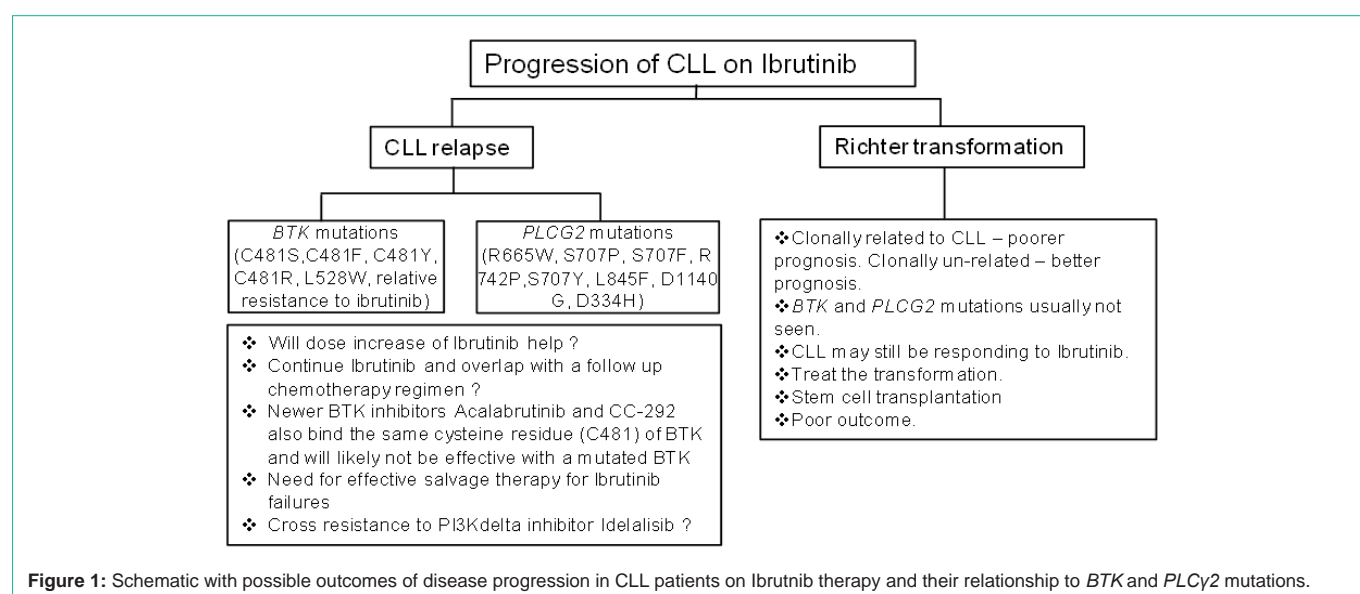 Progression of CLL on Ibrutinib
CLL relapse
Richter transformation
BTK mutations
(C481S,C481F, C481Y,
C481R, L528W, relative
resistance to ibrutinib)
PLCG2 mutations
(R665W, S707P, S707F, R
742P,S707Y, L845F, D1140
G, D334H)
❖ Will dose increase of Ibrutinib help ?
❖ Continue Ibrutinib and overlap with a follow up
chemotherapy regimen ?
❖ Newer BTK inhibitors Acalabrutinib and CC-292
also bind the same cysteine residue (C481) of BTK
and will likely not be effective with a mutated BTK
❖ Need for effective salvage therapy for Ibrutinib
failures
❖ Cross resistance to PI3Kdelta inhibitor Idelalisib ?
❖Clonally related to CLL – poorer
prognosis. Clonally un-related – better
prognosis.
❖BTK and PLCG2 mutations usually not
seen.
❖CLL may still be responding to Ibrutinib.
❖Treat the transformation.
❖Stem cell transplantation
❖Poor outcome.
Figure 1: Schematic with possible outcomes of disease progression in CLL patients on Ibrutnib therapy and their relationship to BTK and PLCγ2 mutations.